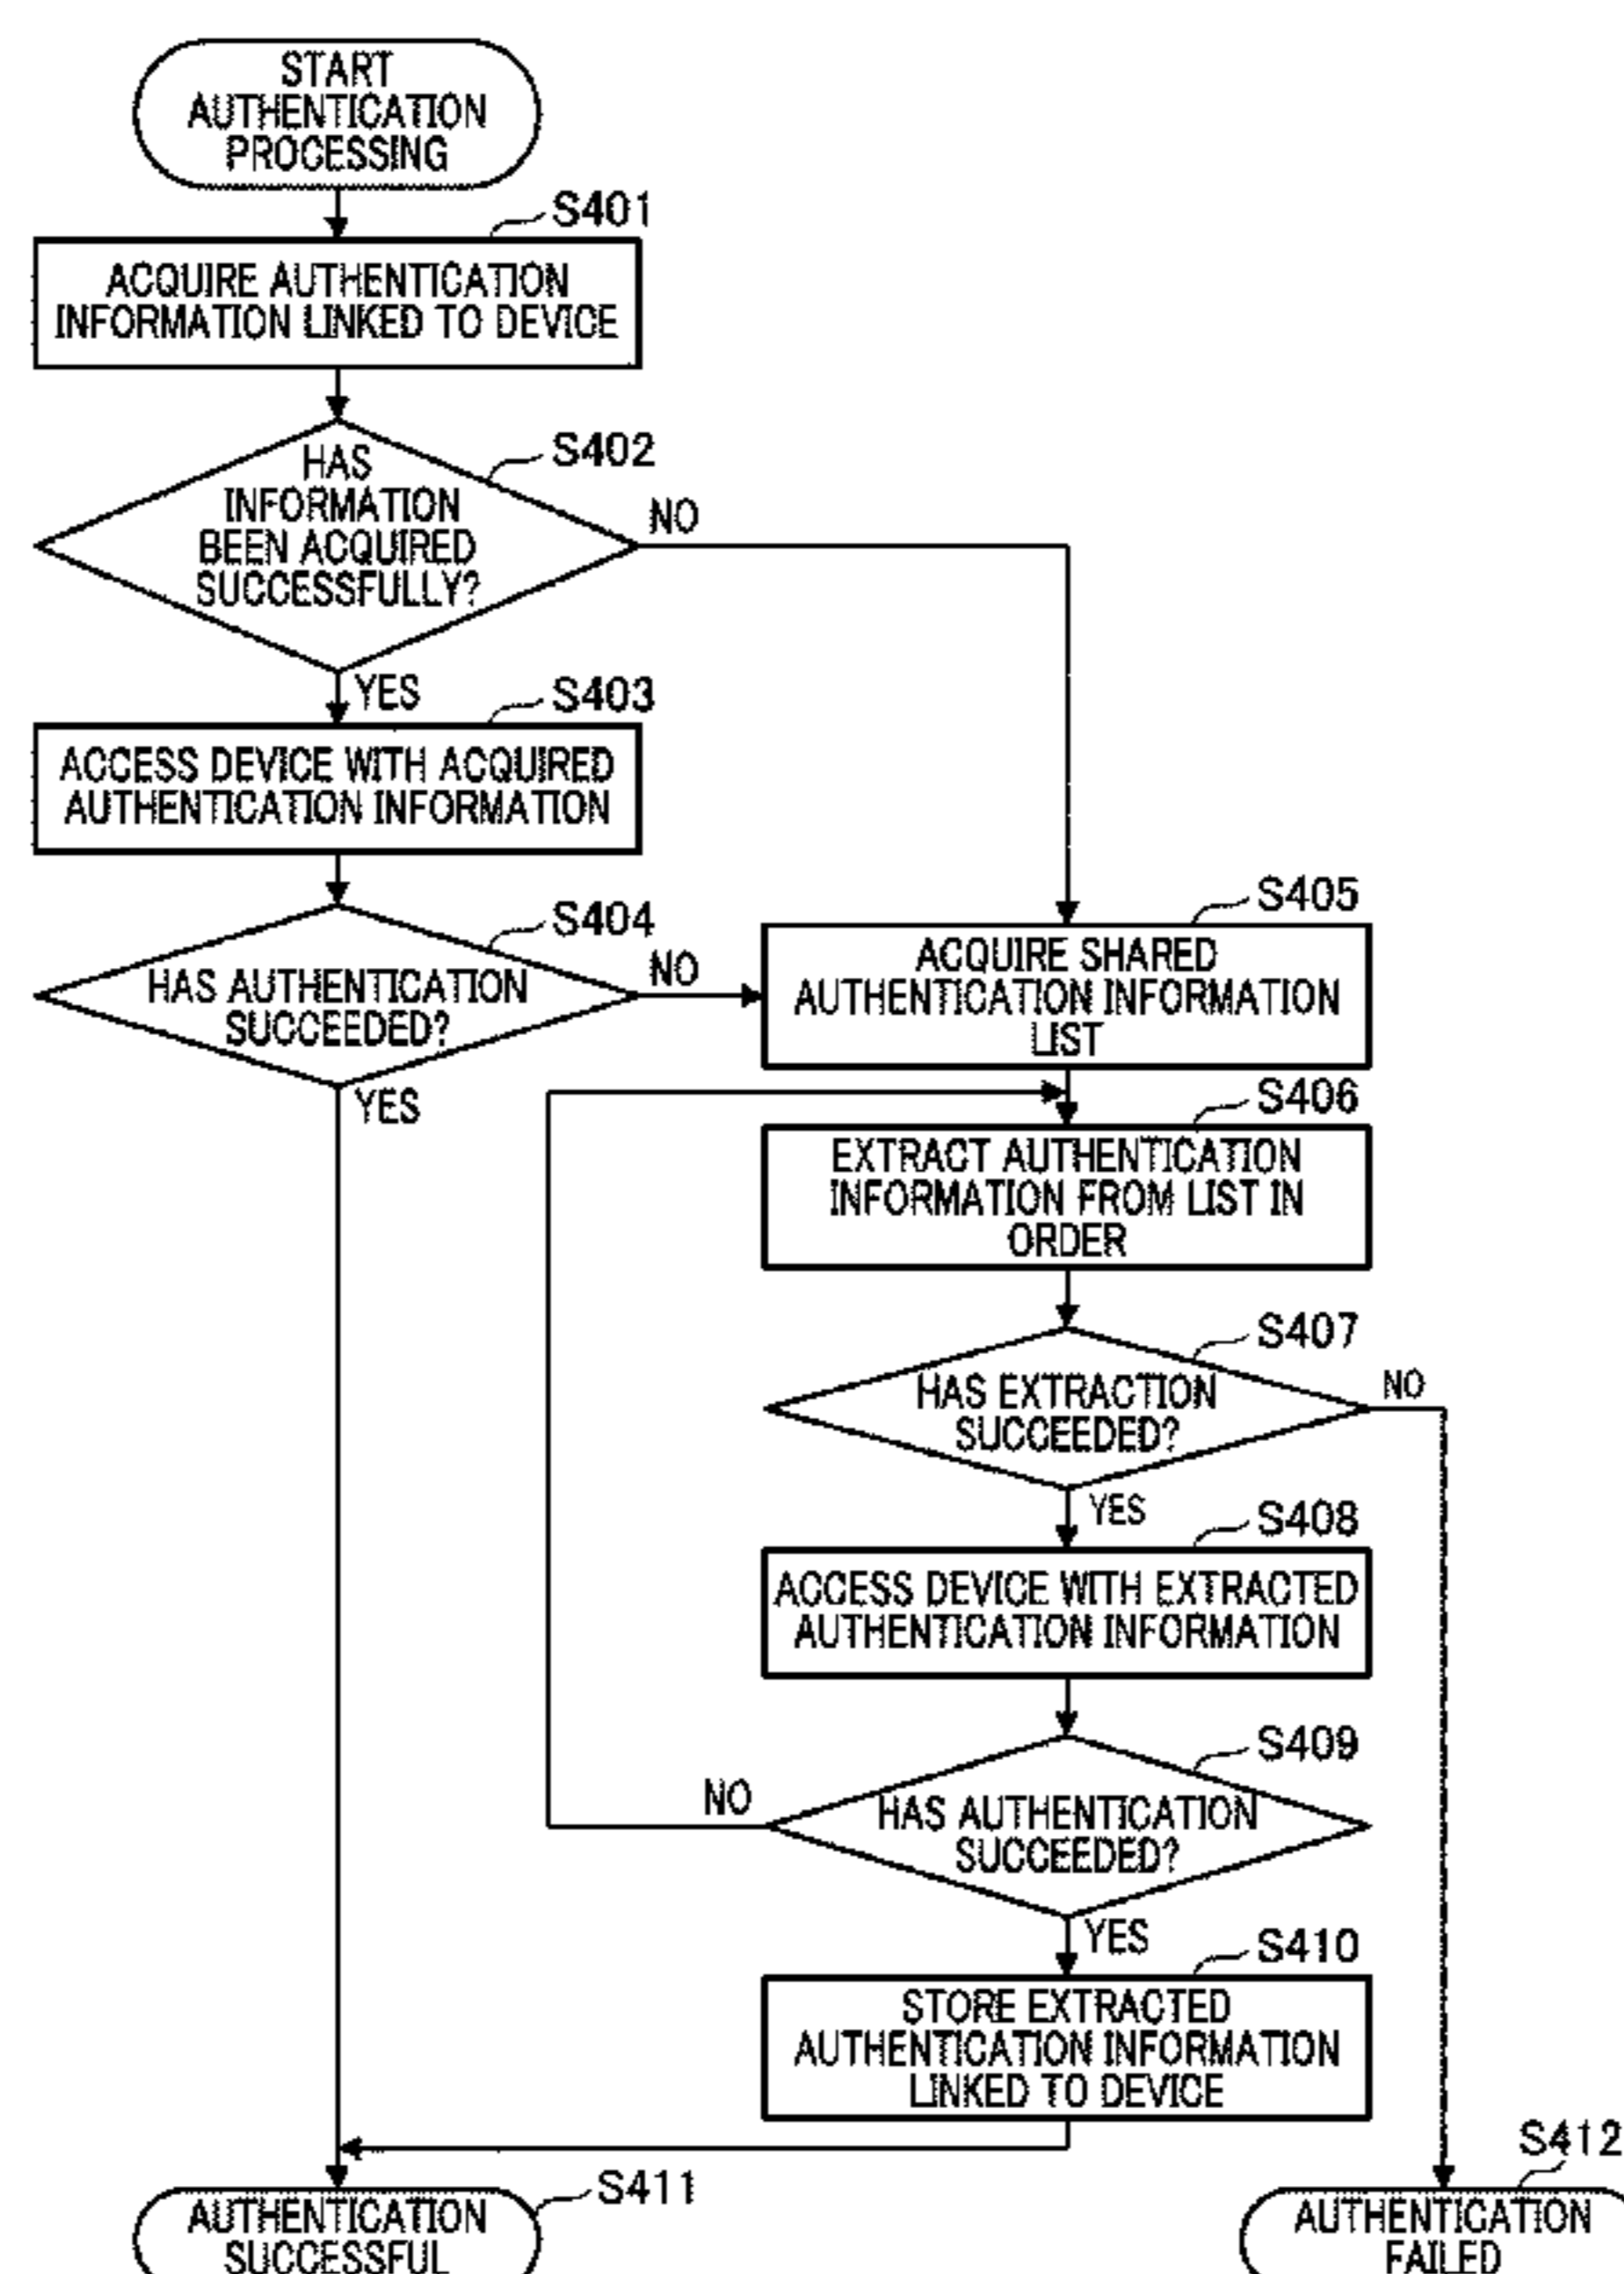 START
AUTHENTICATION
PROCESSING
S401
ACQUIRE AUTHENTICATION
INFORMATION LINKED TO DEVICE
S402
HAS
INFORMATION
BEEN ACQUIRED
SUCCESSFULLY?
NO
YES
S403
ACCESS DEVICE WITH ACQUIRED
AUTHENTICATION INFORMATION
S404
HAS AUTHENTICATION
SUCCEEDED?
NO
YES
S405
ACQUIRE SHARED
AUTHENTICATION INFORMATION
LIST
S406
EXTRACT AUTHENTICATION
INFORMATION FROM LIST IN
ORDER
S407
HAS EXTRACTION
SUCCEEDED?
NO
YES
S408
ACCESS DEVICE WITH EXTRACTED
AUTHENTICATION INFORMATION
S409
HAS AUTHENTICATION
SUCCEEDED?
NO
YES
S410
STORE EXTRACTED
AUTHENTICATION INFORMATION
LINKED TO DEVICE
S411
AUTHENTICATION
SUCCESSFUL
S412
AUTHENTICATION
FAILED